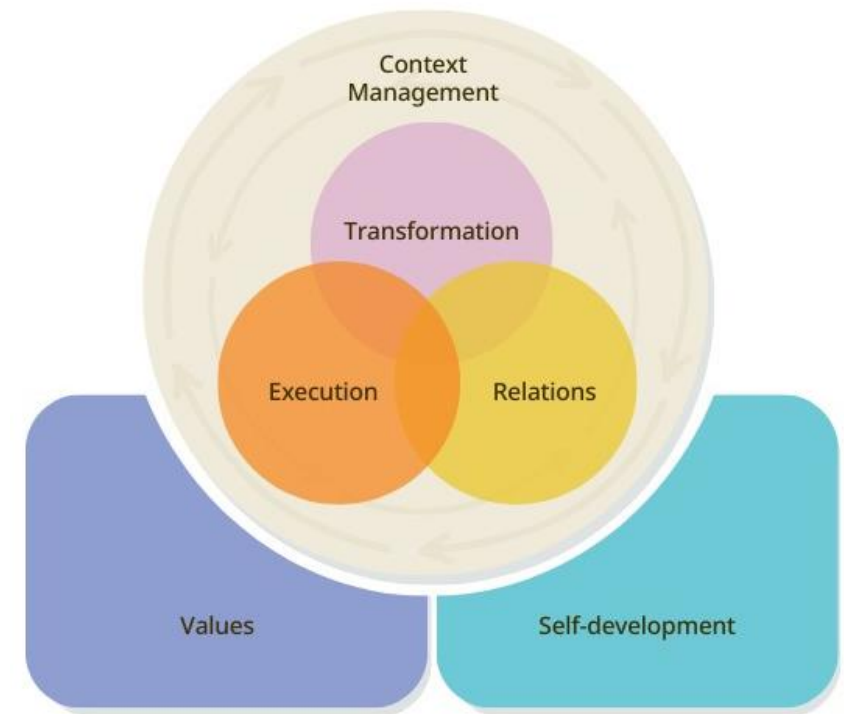 Context
Management
Transformation
Execution
Relations
Values
Self-development